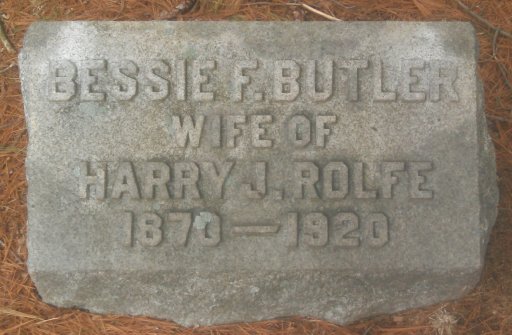 BESSIE F. BUTLER
WIFE OF
HARRY J. ROLFE
1870—1920